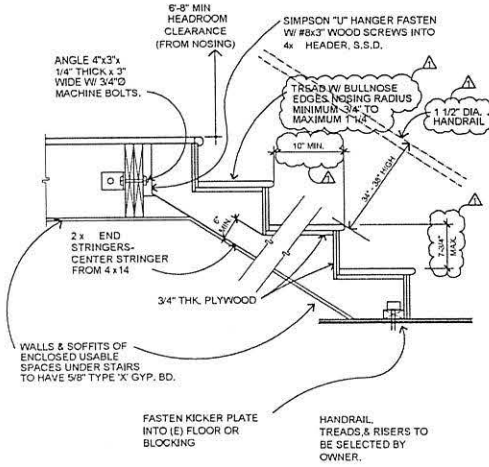 6'-8" MIN
HEADROOM
CLEARANCE
(FROM NOSING)
SIMPSON "U" HANGER FASTEN
W/ #8x3" WOOD SCREWS INTO
4x HEADER, S.S.D.
ANGLE 4"x3"x
1/4" THICK x 3"
WIDE W/ 3/4"Ø
MACHINE BOLTS.
TREAD W/ BULLNOSE
EDGES NOSING RADIUS
MINIMUM 3/4" TO
MAXIMUM 1 1/4"
1
1
1 1/2" DIA.
HANDRAIL
10" MIN.
1
34" - 38" HIGH
1
6"
MIN.
7-3/4"
MAX.
2 x END
STRINGERS-
CENTER STRINGER
FROM 4 x 14
3/4" THK. PLYWOOD
WALLS & SOFFITS OF
ENCLOSED USABLE
SPACES UNDER STAIRS
TO HAVE 5/8" TYPE 'X' GYP. BD.
FASTEN KICKER PLATE
INTO (E) FLOOR OR
BLOCKING
HANDRAIL,
TREADS,& RISERS TO
BE SELECTED BY
OWNER.